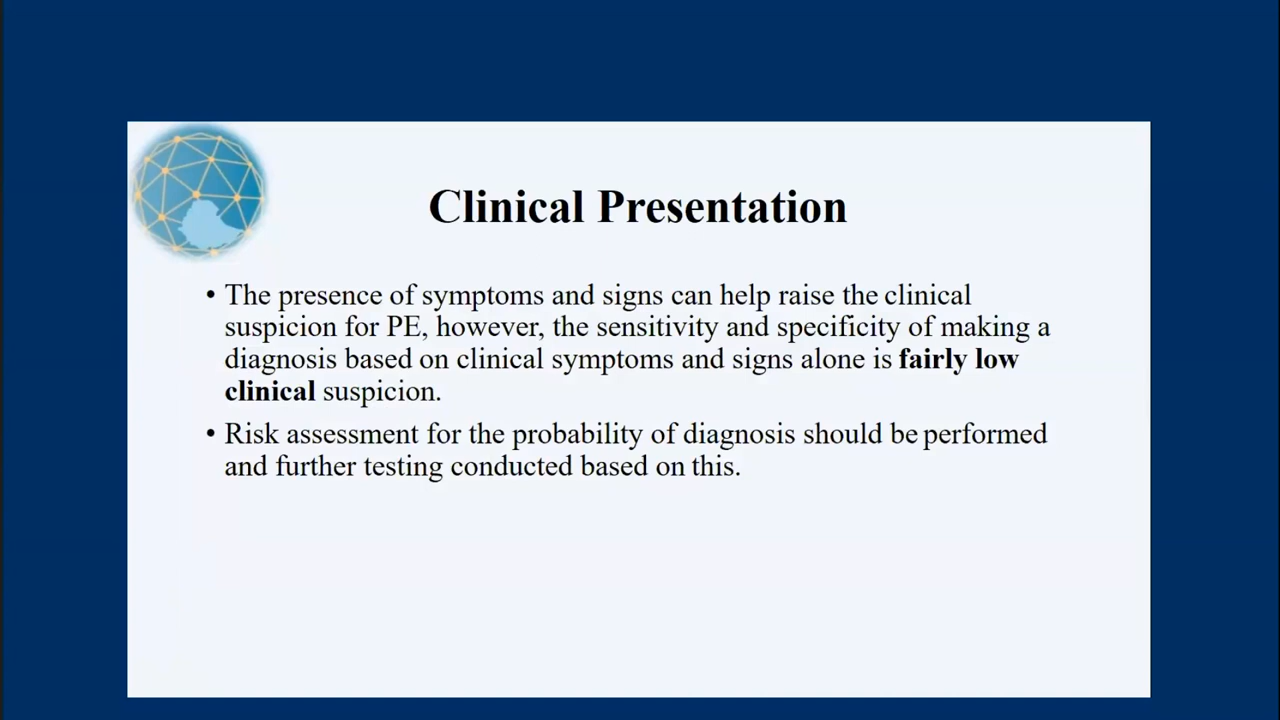 Clinical Presentation
• The presence of symptoms and signs can help raise the clinical
suspicion for PE, however, the sensitivity and specificity of making a
diagnosis based on clinical symptoms and signs alone is fairly low
clinical suspicion.
• Risk assessment for the probability of diagnosis should be performed
and further testing conducted based on this.